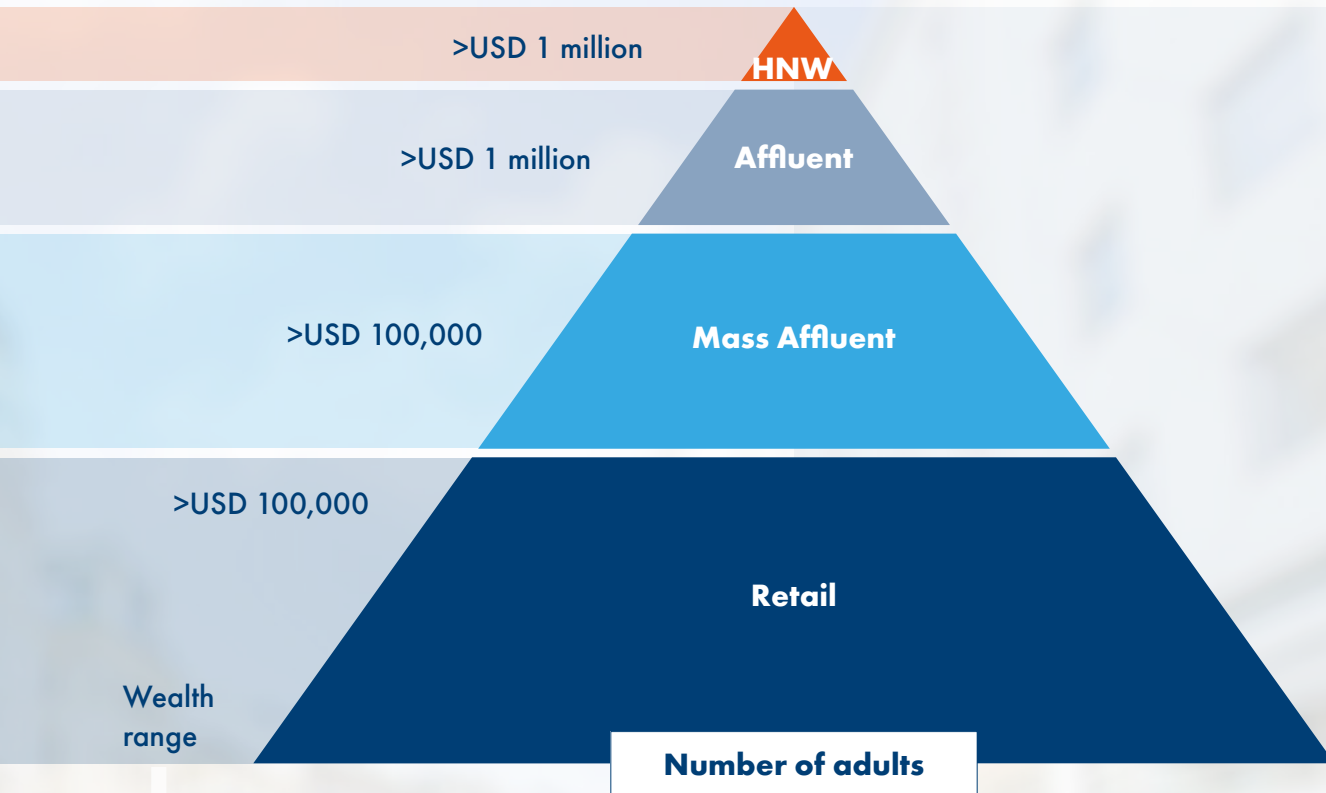 >USD 1 million
HNW
>USD 1 million
Affluent
>USD 100,000
Mass Affluent
>USD 100,000
Retail
Wealth
range
Number of adults